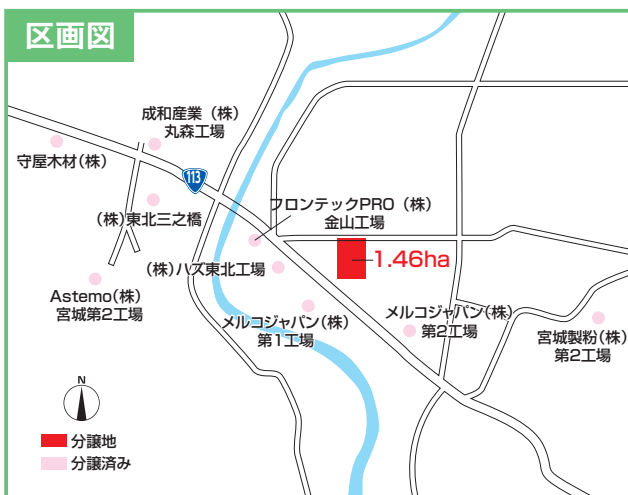 区画図
成和産業（株）
丸森工場
守屋木材（株）
113
フロンテックPRO（株）
金山工場
（株）東北三之橋
1.46ha
（株）ハズ東北工場
Astemo（株）
宮城第2工場
メルコジャパン（株）
第1工場
メルコジャパン（株）
第2工場
宮城製粉（株）
第2工場
N
分譲地
分譲済み